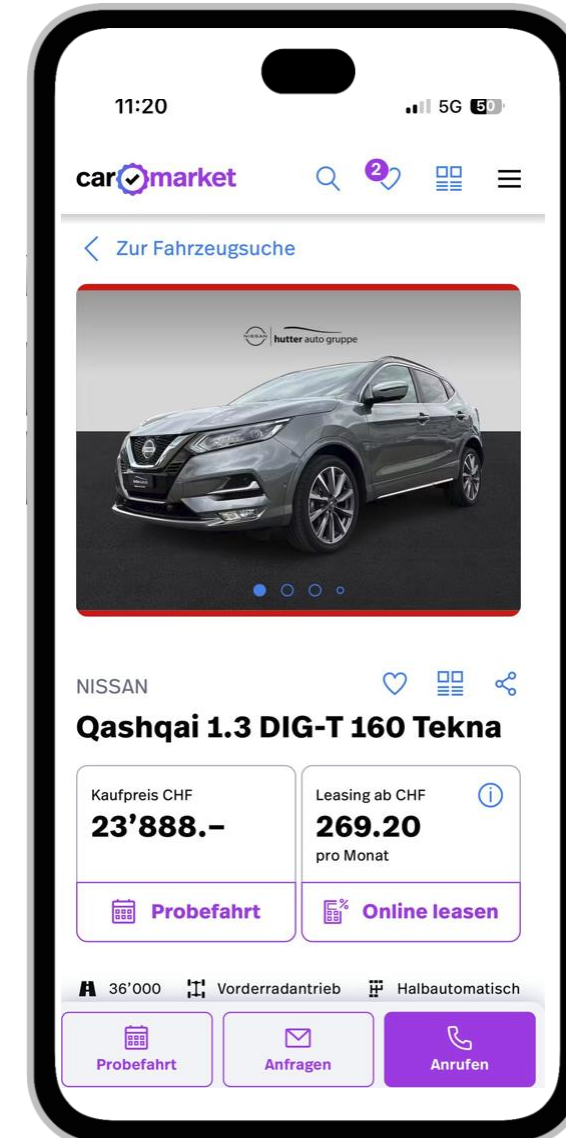 11:20
5G 50
car market
2
Zur Fahrzeugsuche
NISSAN hutter auto gruppe
NISSAN
Qashqai 1.3 DIG-T 160 Tekna
Kaufpreis CHF
23’888.–
Leasing ab CHF
269.20
pro Monat
Probefahrt
Online leasen
36’000 Vorderradantrieb Halbautomatisch
Probefahrt
Anfragen
Anrufen